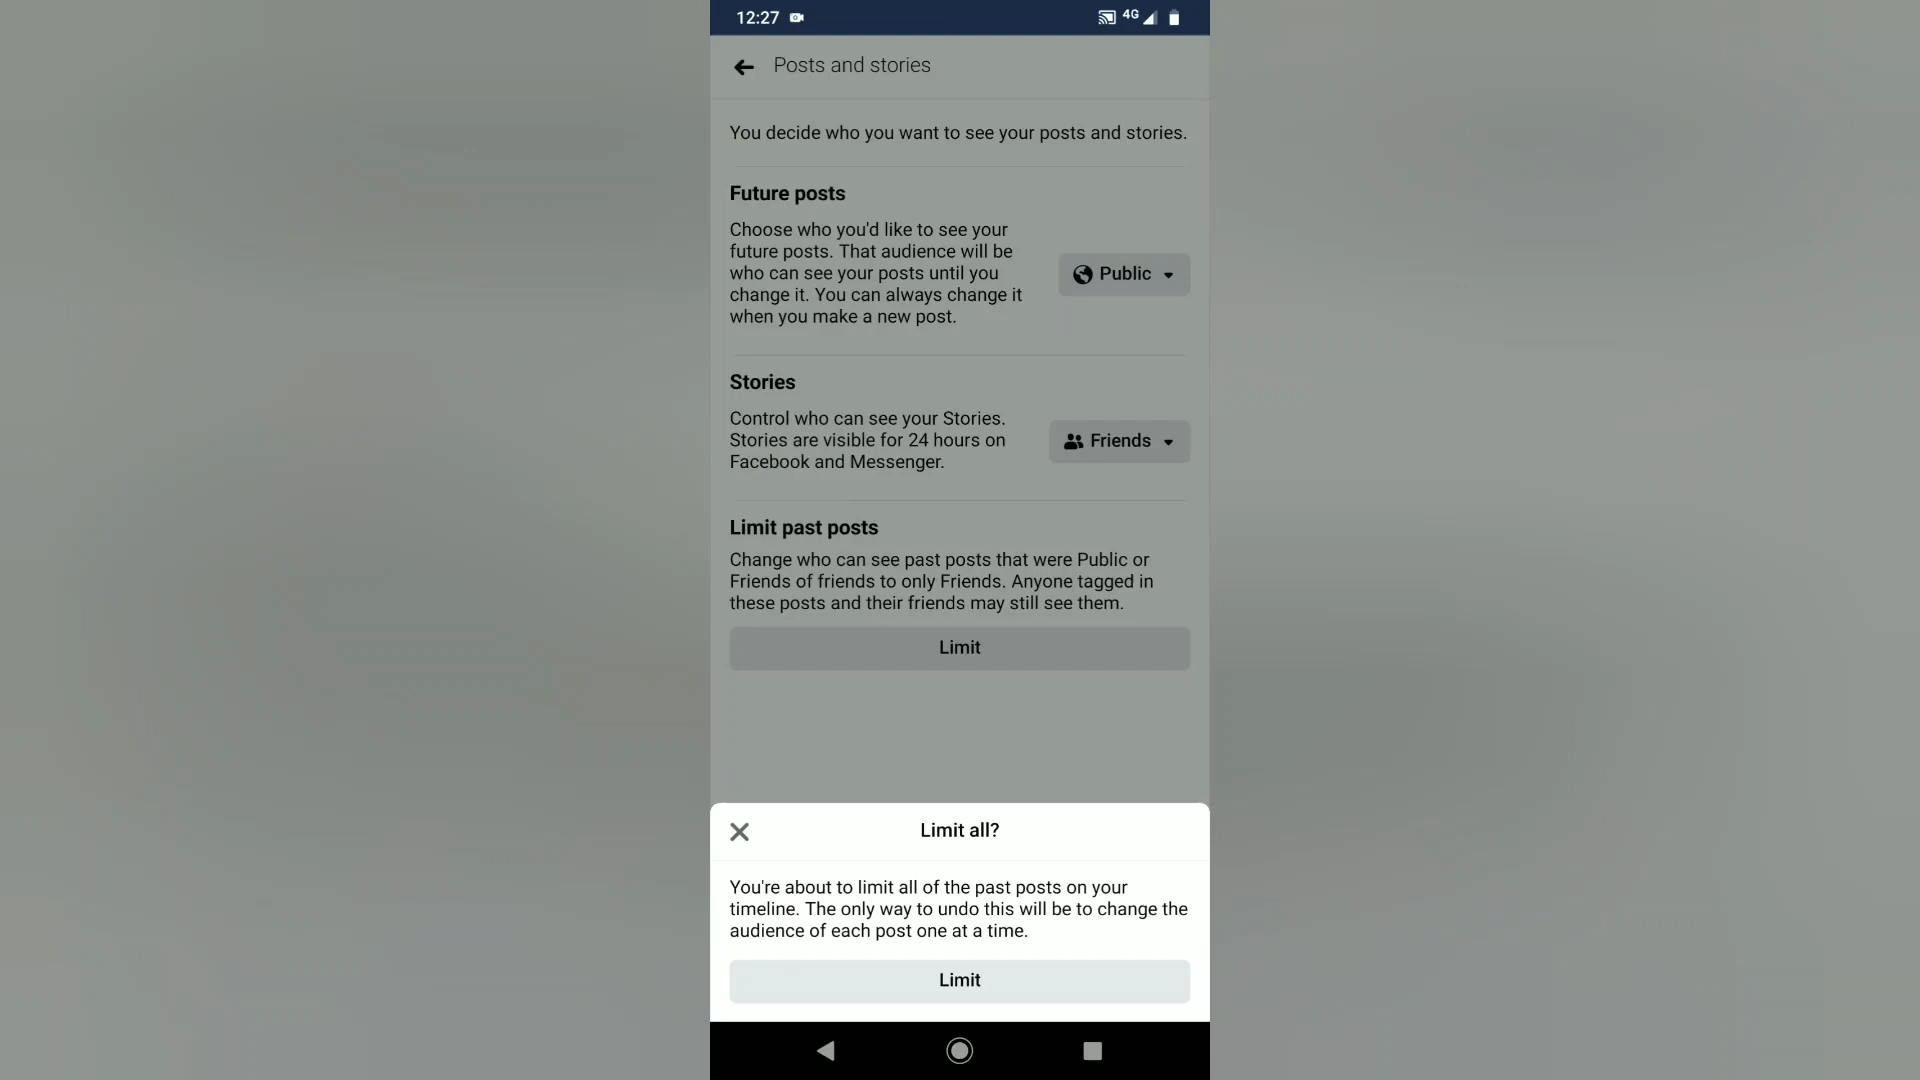 12:27
4G
Posts and stories
You decide who you want to see your posts and stories.
Future posts
Choose who you'd like to see your
future posts. That audience will be
who can see your posts until you
change it. You can always change it
when you make a new post.
Public
Stories
Control who can see your Stories.
Stories are visible for 24 hours on
Facebook and Messenger.
Friends
Limit past posts
Change who can see past posts that were Public or
Friends of friends to only Friends. Anyone tagged in
these posts and their friends may still see them.
Limit
Limit all?
You're about to limit all of the past posts on your
timeline. The only way to undo this will be to change the
audience of each post one at a time.
Limit